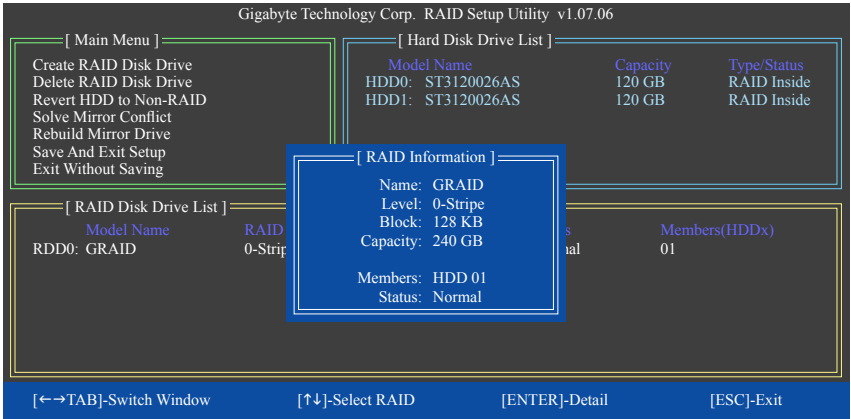 Gigabyte Technology Corp. RAID Setup Utility v1.07.06
[ Main Menu ]
Create RAID Disk Drive
Delete RAID Disk Drive
Revert HDD to Non-RAID
Solve Mirror Conflict
Rebuild Mirror Drive
Save And Exit Setup
Exit Without Saving
[ Hard Disk Drive List ]
Model Name Capacity Type/Status
HDD0: ST3120026AS 120 GB RAID Inside
HDD1: ST3120026AS 120 GB RAID Inside
[ RAID Information ]
Name: GRAID
Level: 0-Stripe
Block: 128 KB
Capacity: 240 GB
Members: HDD 01
Status: Normal
[ RAID Disk Drive List ]
Model Name RAID s Members(HDDx)
RDD0: GRAID 0-Strip nal 01
[←→TAB]-Switch Window [↑↓]-Select RAID [ENTER]-Detail [ESC]-Exit